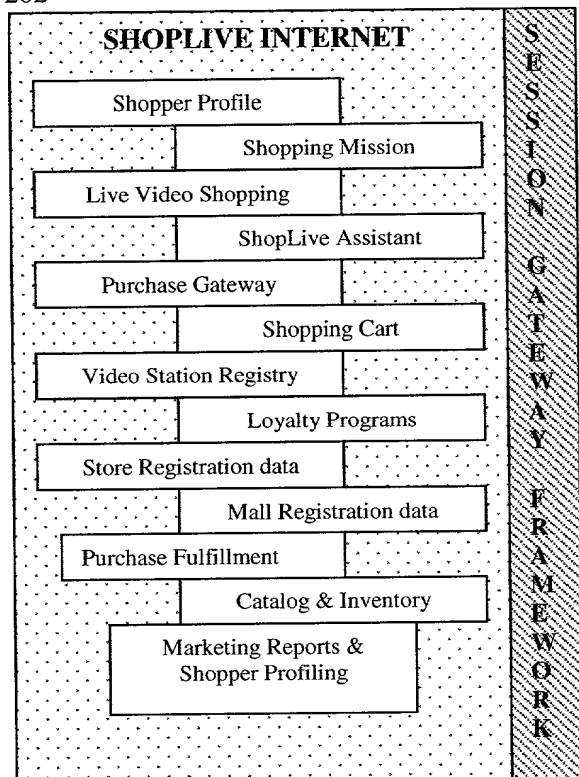 SHOPLIVE INTERNET
Shopper Profile
Shopping Mission
Live Video Shopping
ShopLive Assistant
Purchase Gateway
Shopping Cart
Video Station Registry
Loyalty Programs
Store Registration data
Mall Registration data
Purchase Fulfillment
Catalog & Inventory
Marketing Reports &
Shopper Profiling
SESSION GATEWAY FRAMEWORK